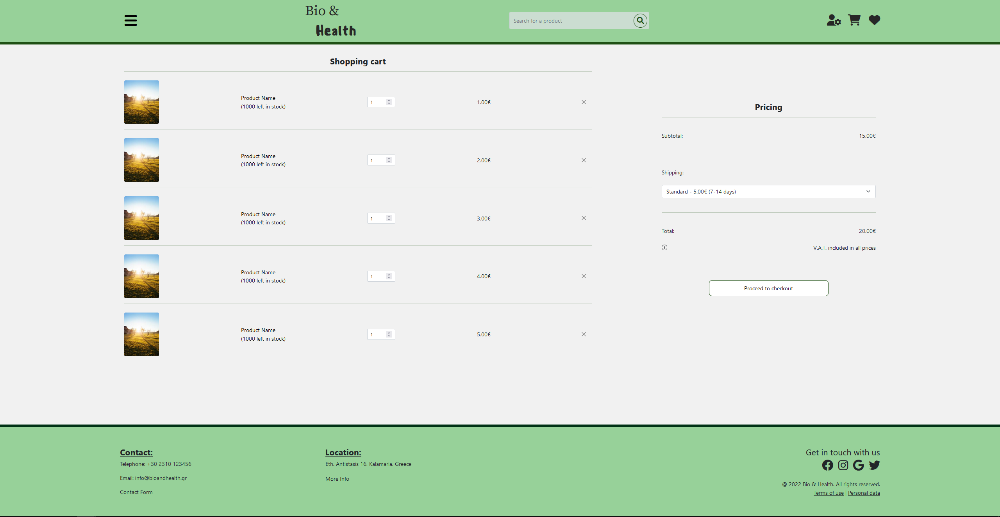 Bio &
Health
Search for a product
Shopping cart
Product Name
(1000 left in stock)
1
1.00€
Product Name
(1000 left in stock)
1
2.00€
Product Name
(1000 left in stock)
1
3.00€
Product Name
(1000 left in stock)
1
4.00€
Product Name
(1000 left in stock)
1
5.00€
Pricing
Subtotal: 15.00€
Shipping:
Standard - 5.00€ (7-14 days)
Total: 20.00€
V.A.T. included in all prices
Proceed to checkout
Contact:
Telephone: +30 2310 123456
Email: info@bioandhealth.gr
Contact Form
Location:
Eth. Antistasis 16, Kalamaria, Greece
More Info
Get in touch with us
@ 2022 Bio & Health. All rights reserved.
Terms of use | Personal data